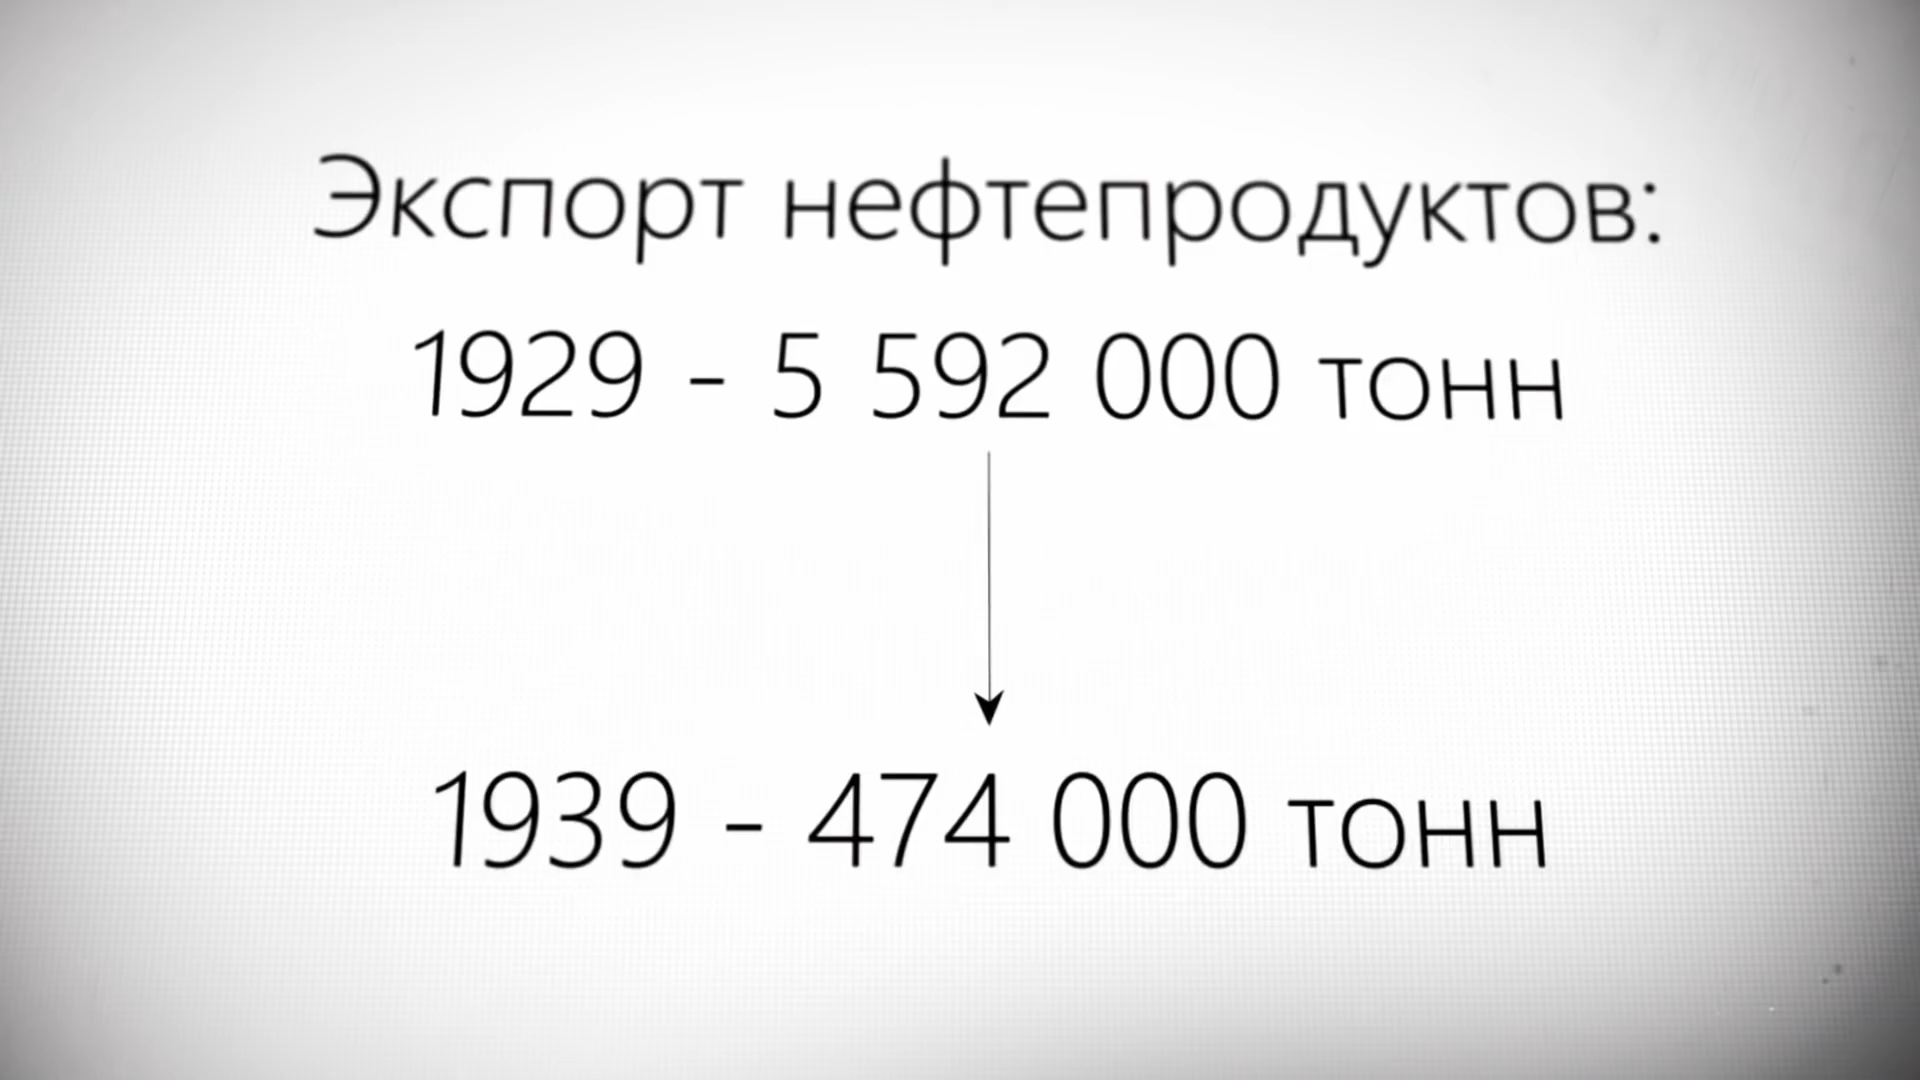 Экспорт нефтепродуктов:
1929 - 5 592 000 тонн
1939 - 474 000 тонн